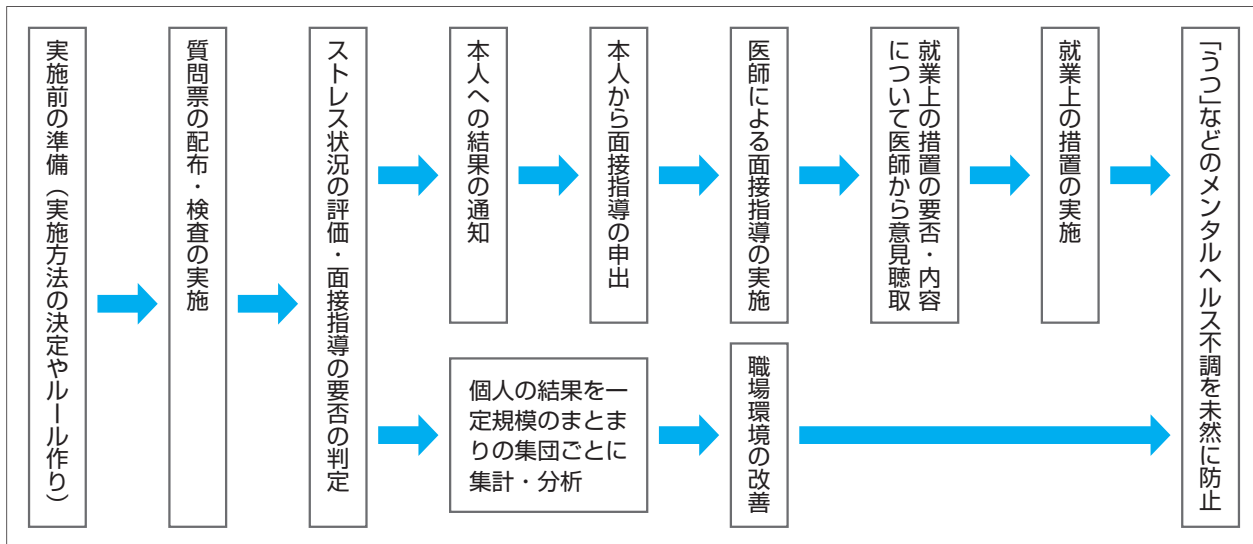 実施前の準備（実施方法の決定やルール作り）
質問票の配布・検査の実施
ストレス状況の評価・面接指導の要否の判定
本人への結果の通知
本人から面接指導の申出
医師による面接指導の実施
就業上の措置の要否・内容
について医師から意見聴取
就業上の措置の実施
個人の結果を一
定規模のまとま
りの集団ごとに
集計・分析
職場環境の改善
「うつ」などのメンタルヘルス不調を未然に防止